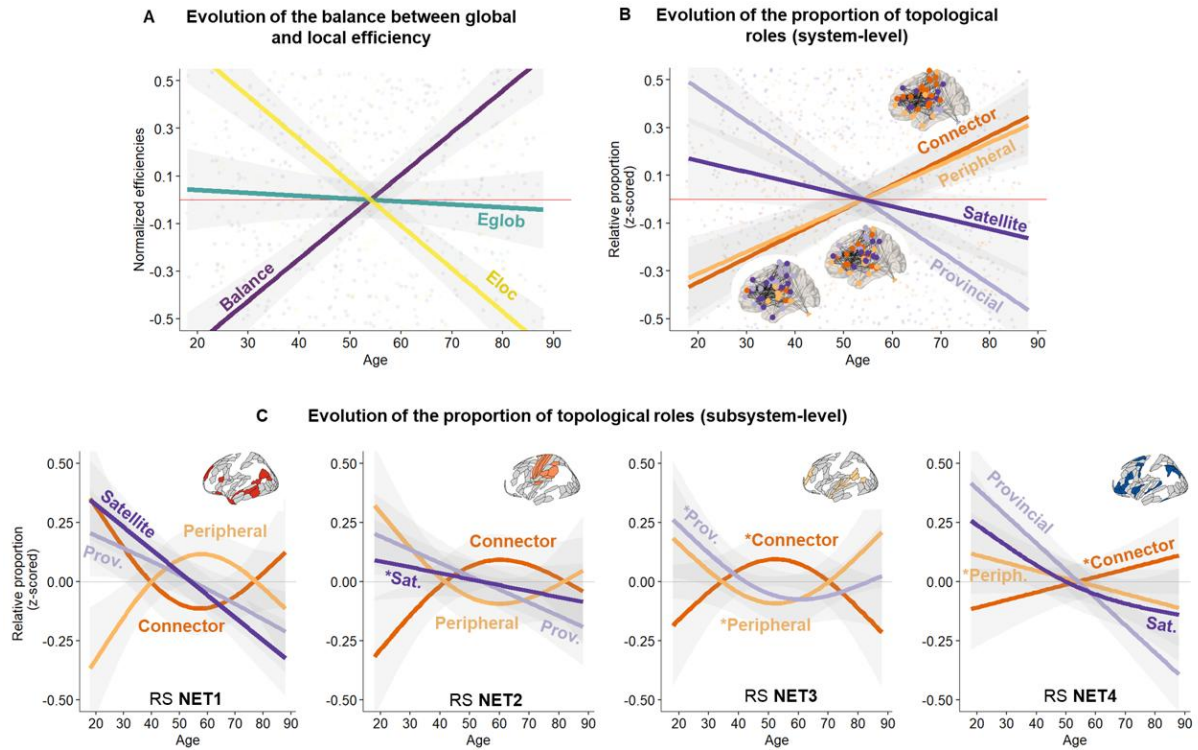 A Evolution of the balance between global
and local efficiency
Normalized efficiencies
0.5
0.3
0.1
-0.1
-0.3
-0.5
Balance
Eglob
Eloc
20 30 40 50 60 70 80 90
Age
B Evolution of the proportion of topological
roles (system-level)
Relative proportion
(z-scored)
0.5
0.3
0.1
-0.1
-0.3
-0.5
Connector
Peripheral
Satellite
Provincial
20 30 40 50 60 70 80 90
Age
C Evolution of the proportion of topological roles (subsystem-level)
Relative proportion
(z-scored)
0.50
0.25
0.00
-0.25
-0.50
Satellite
Peripheral
Prov.
Connector
RS NET1
20 30 40 50 60 70 80 90
Age
0.50
0.25
0.00
-0.25
-0.50
Connector
*Sat.
Peripheral
Prov.
RS NET2
20 30 40 50 60 70 80 90
Age
0.50
0.25
0.00
-0.25
-0.50
*Prov.
*Connector
*Peripheral
RS NET3
20 30 40 50 60 70 80 90
Age
0.50
0.25
0.00
-0.25
-0.50
Provincial
*Connector
*Periph.
Sat.
RS NET4
20 30 40 50 60 70 80 90
Age